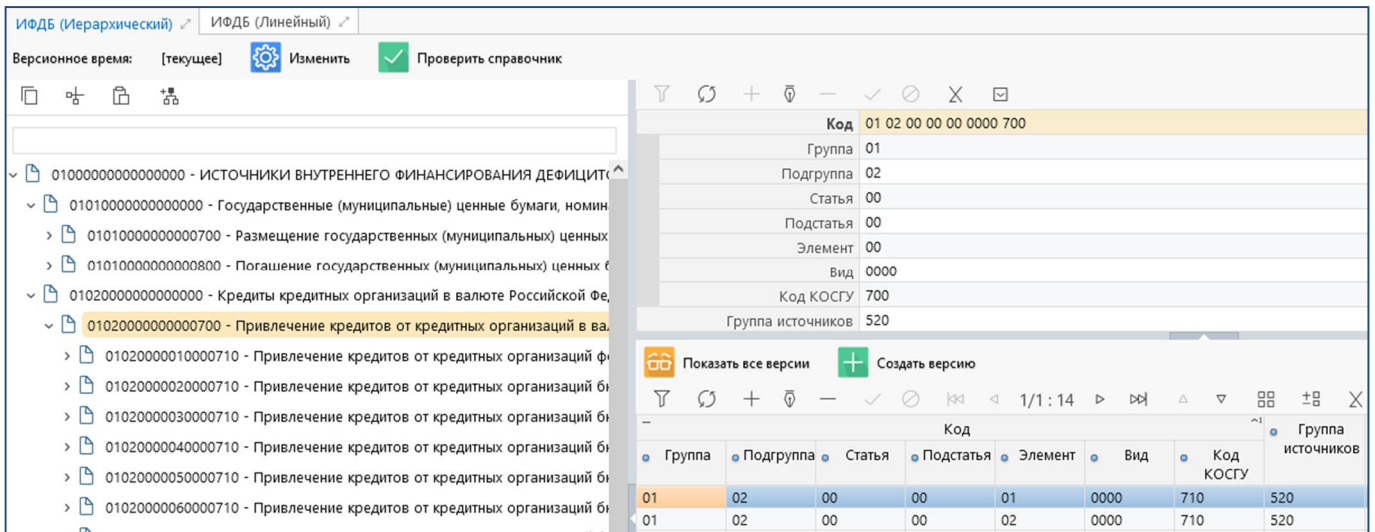 ИФДБ (Иерархический) ИФДБ (Линейный)
Версионное время: [текущее] Изменить Проверить справочник
01000000000000000 - ИСТОЧНИКИ ВНУТРЕННЕГО ФИНАНСИРОВАНИЯ ДЕФИЦИТО
01010000000000000 - Государственные (муниципальные) ценные бумаги, номин
01010000000000700 - Размещение государственных (муниципальных) ценных
01010000000000800 - Погашение государственных (муниципальных) ценных б
01020000000000000 - Кредиты кредитных организаций в валюте Российской Фе
01020000000000700 - Привлечение кредитов от кредитных организаций в ва
01020000010000710 - Привлечение кредитов от кредитных организаций ф
01020000020000710 - Привлечение кредитов от кредитных организаций б
01020000030000710 - Привлечение кредитов от кредитных организаций б
01020000040000710 - Привлечение кредитов от кредитных организаций б
01020000050000710 - Привлечение кредитов от кредитных организаций б
01020000060000710 - Привлечение кредитов от кредитных организаций б
Код 01 02 00 00 00 0000 700
Группа 01
Подгруппа 02
Статья 00
Подстатья 00
Элемент 00
Вид 0000
Код КОСГУ 700
Группа источников 520
Показать все версии Создать версию
1/1 : 14
Код
Группа Подгруппа Статья Подстатья Элемент Вид Код КОСГУ Группа источников
01 02 00 00 01 0000 710 520
01 02 00 00 02 0000 710 520